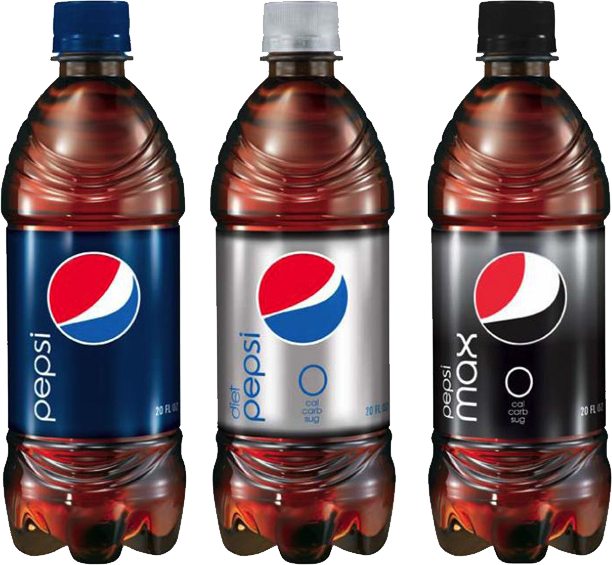 pepsi
20 FL OZ
diet
pepsi
0
cal
carb
sug
20 FL OZ
pepsi
max
0
cal
carb
sug
20 FL OZ